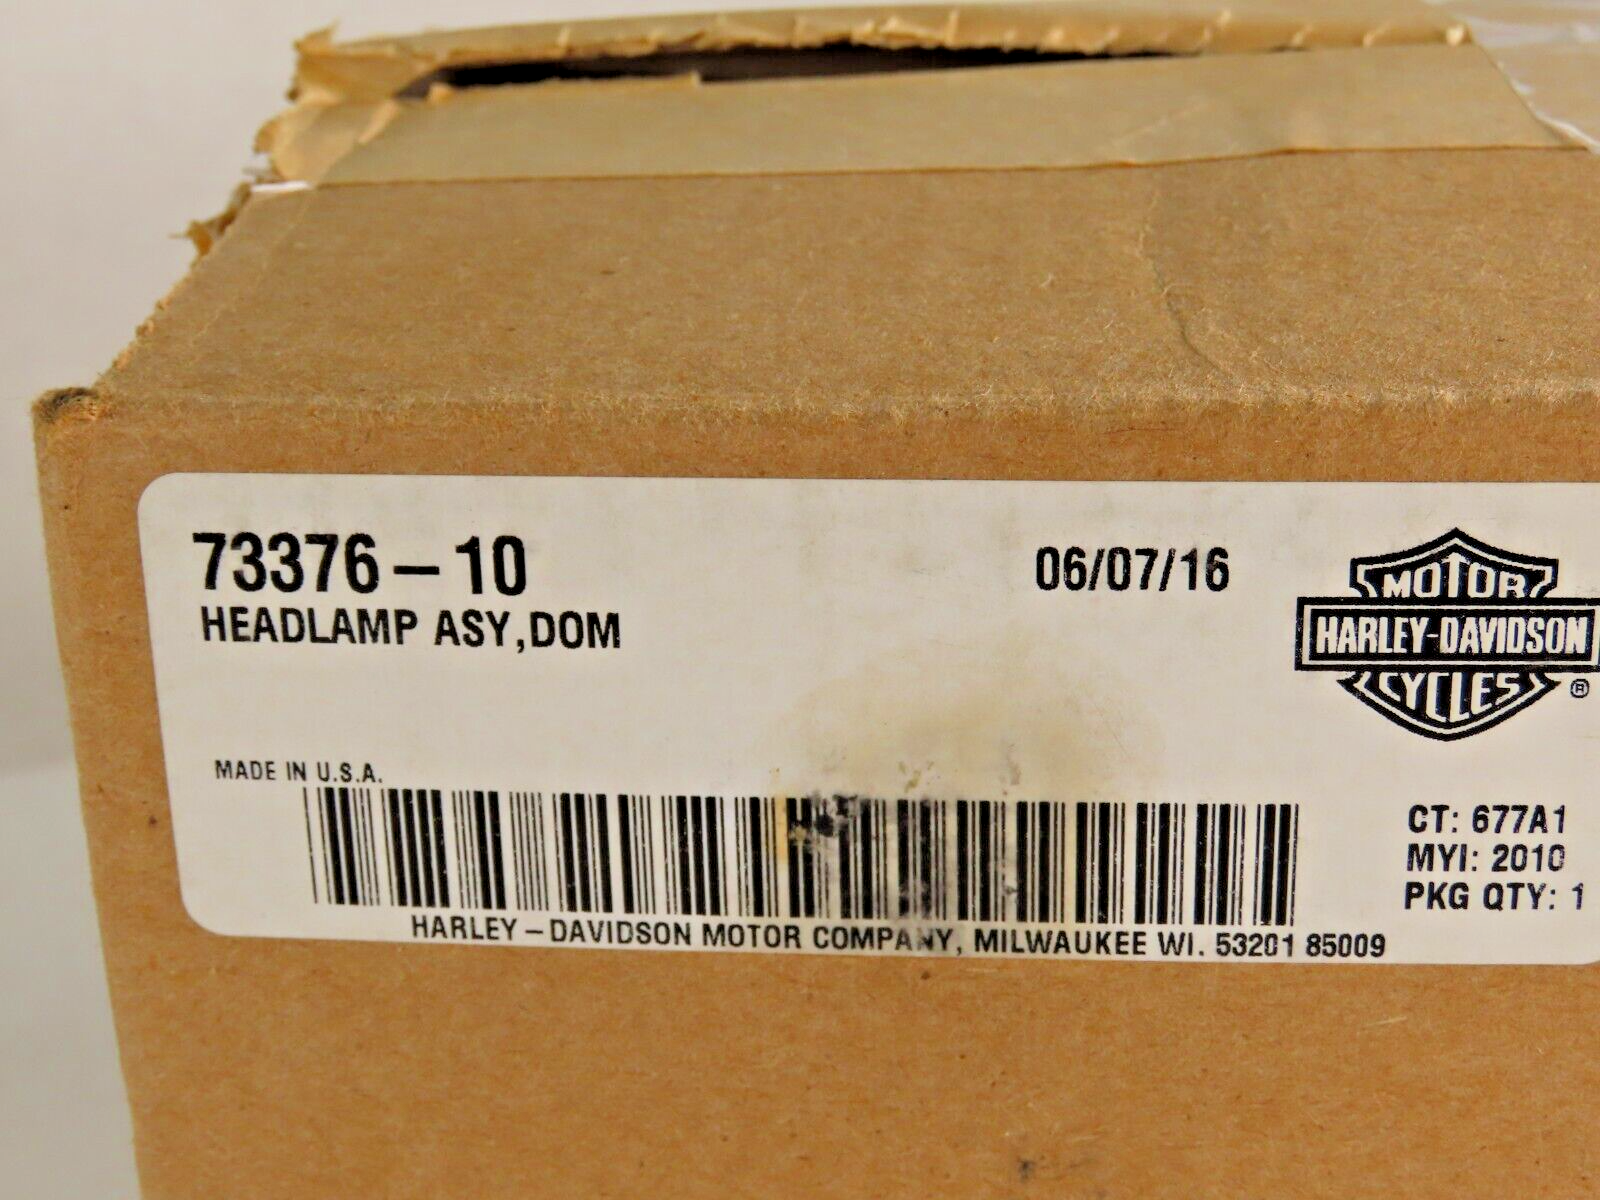 73376-10
06/07/16
HEADLAMP ASY,DOM
MOTOR
HARLEY-DAVIDSON
CYCLES
®
MADE IN U.S.A.
CT: 677A1
MYI: 2010
PKG QTY: 1
HARLEY-DAVIDSON MOTOR COMPANY, MILWAUKEE WI. 53201 85009